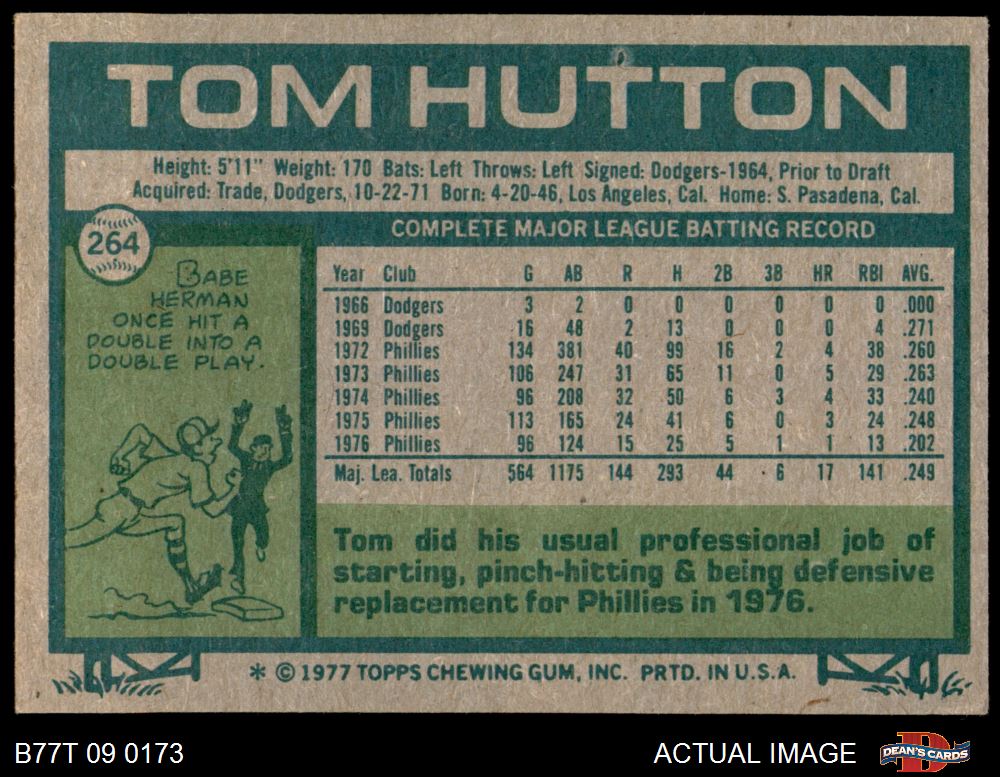 TOM HUTTON
Height: 5'11" Weight: 170 Bats: Left Throws: Left Signed: Dodgers-1964, Prior to Draft
Acquired: Trade, Dodgers, 10-22-71 Born: 4-20-46, Los Angeles, Cal. Home: S. Pasadena, Cal.
264
BABE
HERMAN
ONCE HIT A
DOUBLE INTO A
DOUBLE PLAY.
COMPLETE MAJOR LEAGUE BATTING RECORD
Year Club G AB R H 2B 3B HR RBI AVG.
1966 Dodgers 3 2 0 0 0 0 0 0 .000
1969 Dodgers 16 48 2 13 0 0 0 4 .271
1972 Phillies 134 381 40 99 16 2 4 38 .260
1973 Phillies 106 247 31 65 11 0 5 29 .263
1974 Phillies 96 208 32 50 6 3 4 33 .240
1975 Phillies 113 165 24 41 6 0 3 24 .248
1976 Phillies 96 124 15 25 5 1 1 13 .202
Maj. Lea. Totals 564 1175 144 293 44 6 17 141 .249
Tom did his usual professional job of
starting, pinch-hitting & being defensive
replacement for Phillies in 1976.
* © 1977 TOPPS CHEWING GUM, INC. PRTD. IN U.S.A.
B77T 09 0173 ACTUAL IMAGE DEAN'S CARDS